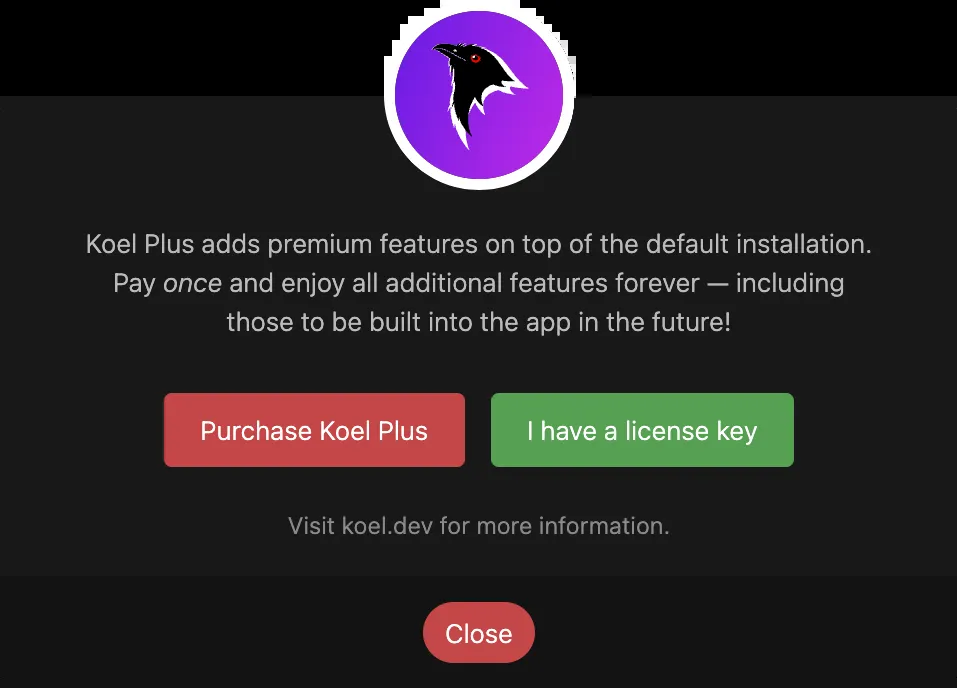 Koel Plus adds premium features on top of the default installation.
Pay once and enjoy all additional features forever — including
those to be built into the app in the future!
Purchase Koel Plus
I have a license key
Visit koel.dev for more information.
Close